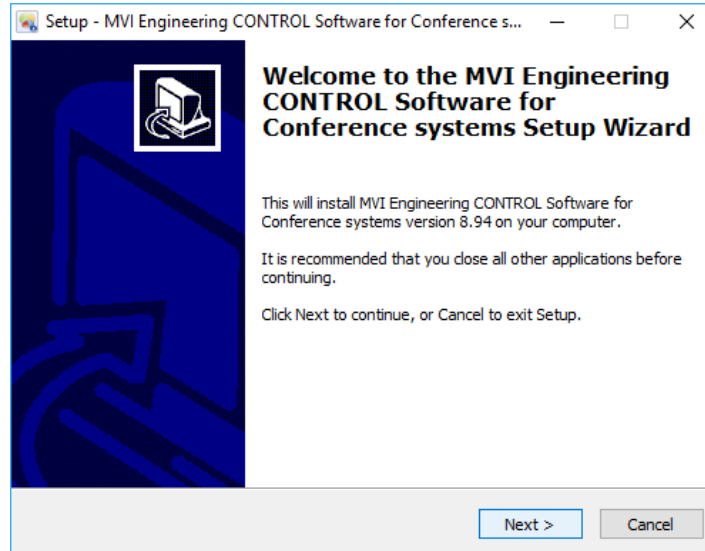 Setup - MVI Engineering CONTROL Software for Conference s...
Welcome to the MVI Engineering
CONTROL Software for
Conference systems Setup Wizard
This will install MVI Engineering CONTROL Software for
Conference systems version 8.94 on your computer.
It is recommended that you close all other applications before
continuing.
Click Next to continue, or Cancel to exit Setup.
Next >
Cancel